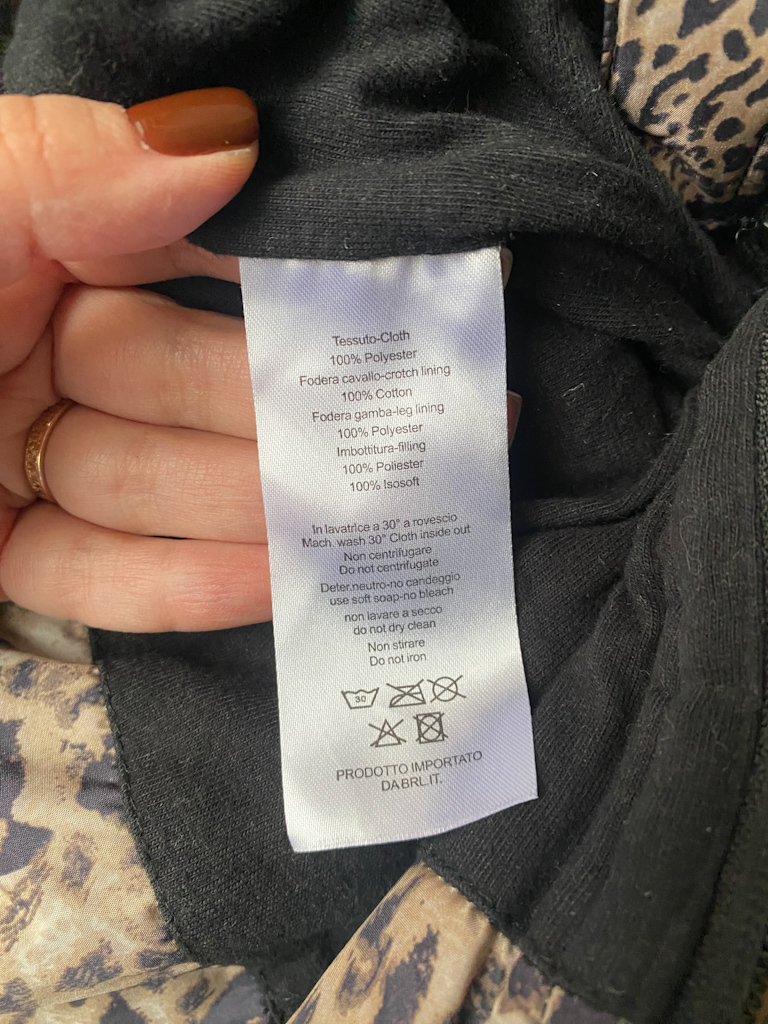 Tessuto-Cloth
100% Polyester
Fodera cavallo-crotch lining
100% Cotton
Fodera gamba-leg lining
100% Polyester
Imbottitura-filling
100% Poliester
100% Isosoft
In lavatrice a 30° a rovescio
Mach. wash 30° Cloth inside out
Non centrifugare
Do not centrifugate
Deter.neutro-no candeggio
use soft soap-no bleach
non lavare a secco
do not dry clean
Non stirare
Do not iron
30
PRODOTTO IMPORTATO
DA BRL.IT.